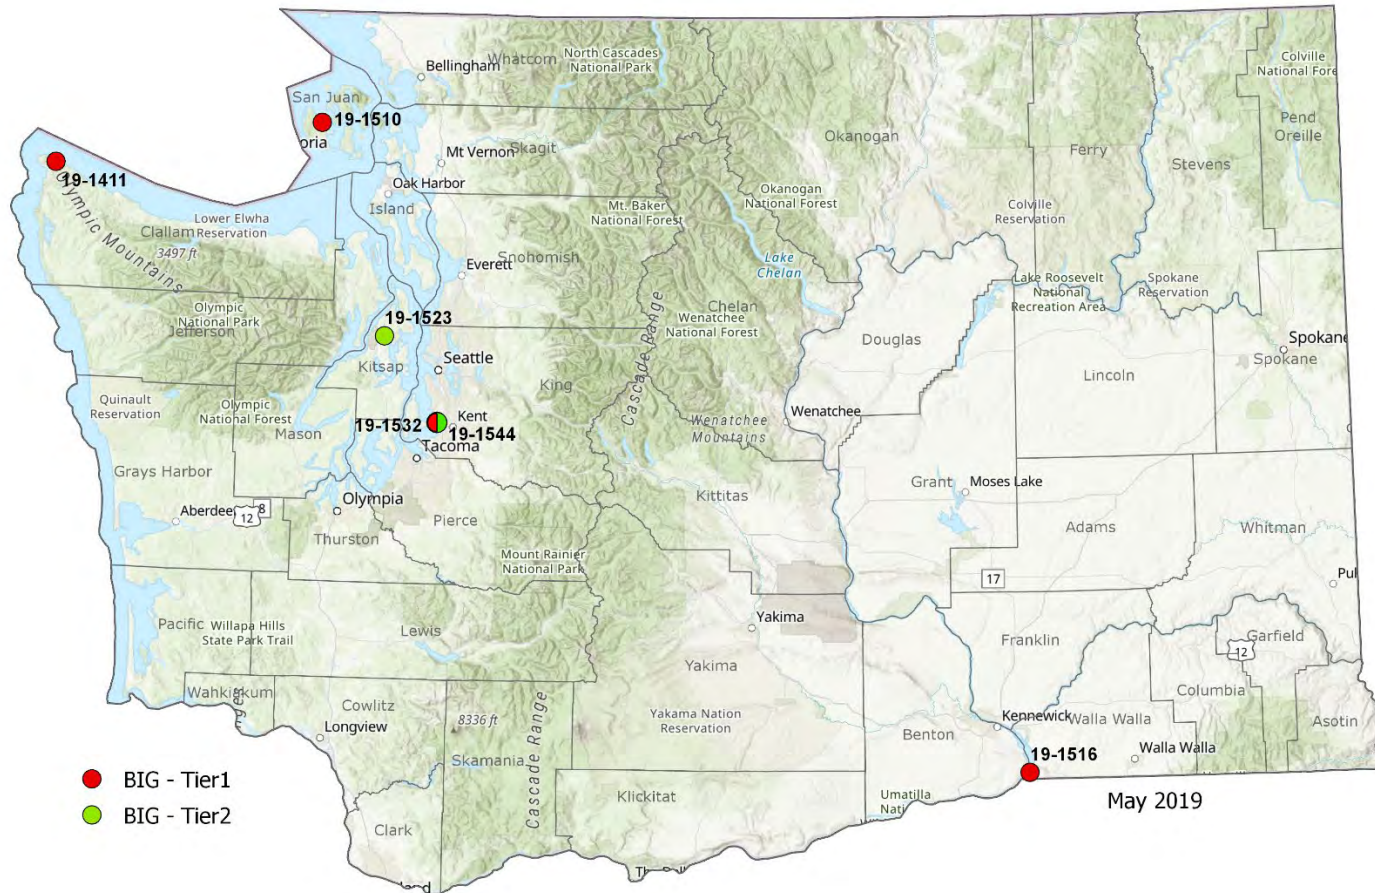 Bellingham
Whatcom
North Cascades
National Park
Colville
National Fore
San Juan
19-1510
oria
Okanogan
Pend
Oreille
Ferry
Stevens
Mt Vernon
Skagit
19-1411
Oak Harbor
Island
Okanogan
National Forest
Mt. Baker
National Forest
Colville
Reservation
Lower Elwha
Reservation
Clallam
3497 ft
Olympic Mountains
Everett
Snohomish
Lake
Chelan
Lake Roosevelt
National
Recreation Area
Spokane
Reservation
Chelan
Wenatchee
National Forest
Cascade Range
Olympic
National Park
Jefferson
19-1523
Kitsap
Seattle
Douglas
Spokane
Spokane
Lincoln
King
Quinault
Reservation
Olympic
National Forest
Mason
Wenatchee
Wenatchee
Mountains
19-1532
Kent
19-1544
Tacoma
Grays Harbor
Kittitas
Grant
Moses Lake
Olympia
Aberdee
12
8
Pierce
Adams
Whitman
Thurston
Mount Rainier
National Park
17
Pul
Pacific
Willapa Hills
State Park Trail
Lewis
Yakima
Franklin
Garfield
12
Yakima
Wahkiakum
Cowlitz
8336 ft
Yakama Nation
Reservation
Columbia
Kennewick
Walla Walla
Asotin
Longview
Cascade Range
Benton
Walla Walla
19-1516
Skamania
BIG - Tier1
Klickitat
Umatilla
Nati
May 2019
BIG - Tier2
Clark